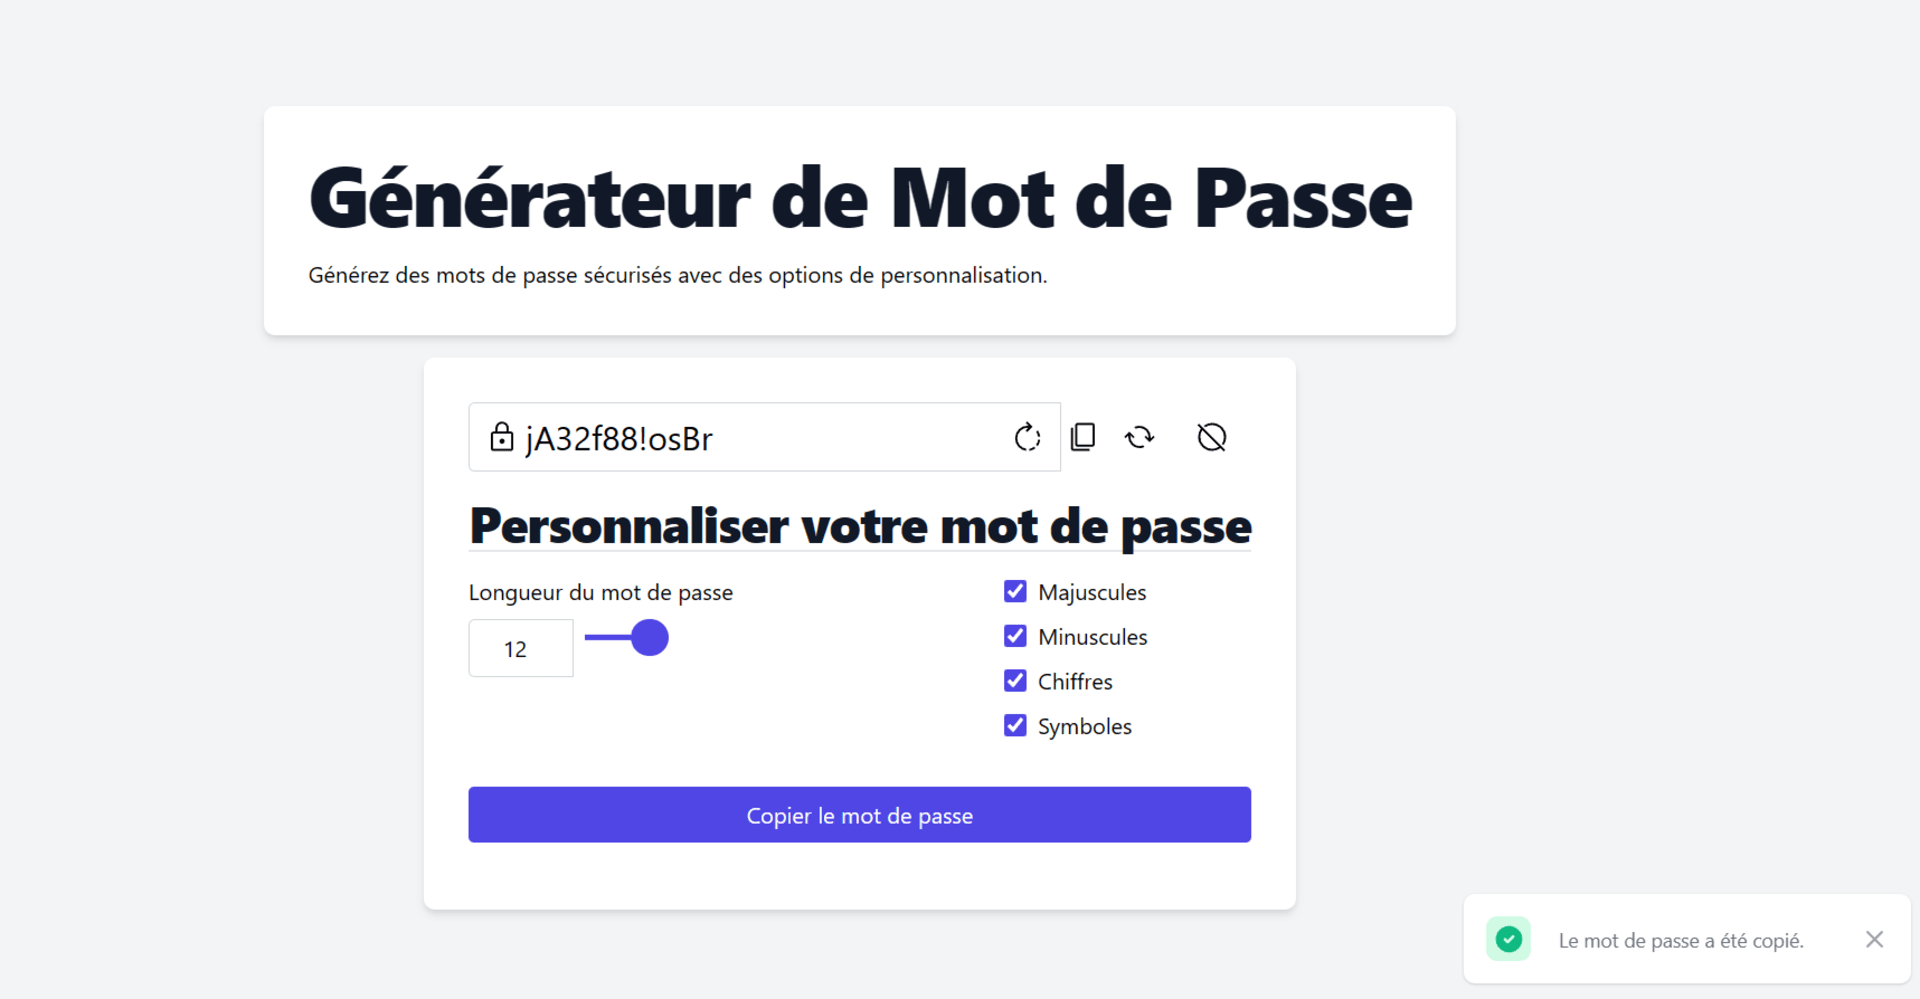 Générateur de Mot de Passe
Générez des mots de passe sécurisés avec des options de personnalisation.
jA32f88!osBr
Personnaliser votre mot de passe
Longueur du mot de passe
12
Majuscules
Minuscules
Chiffres
Symboles
Copier le mot de passe
Le mot de passe a été copié.